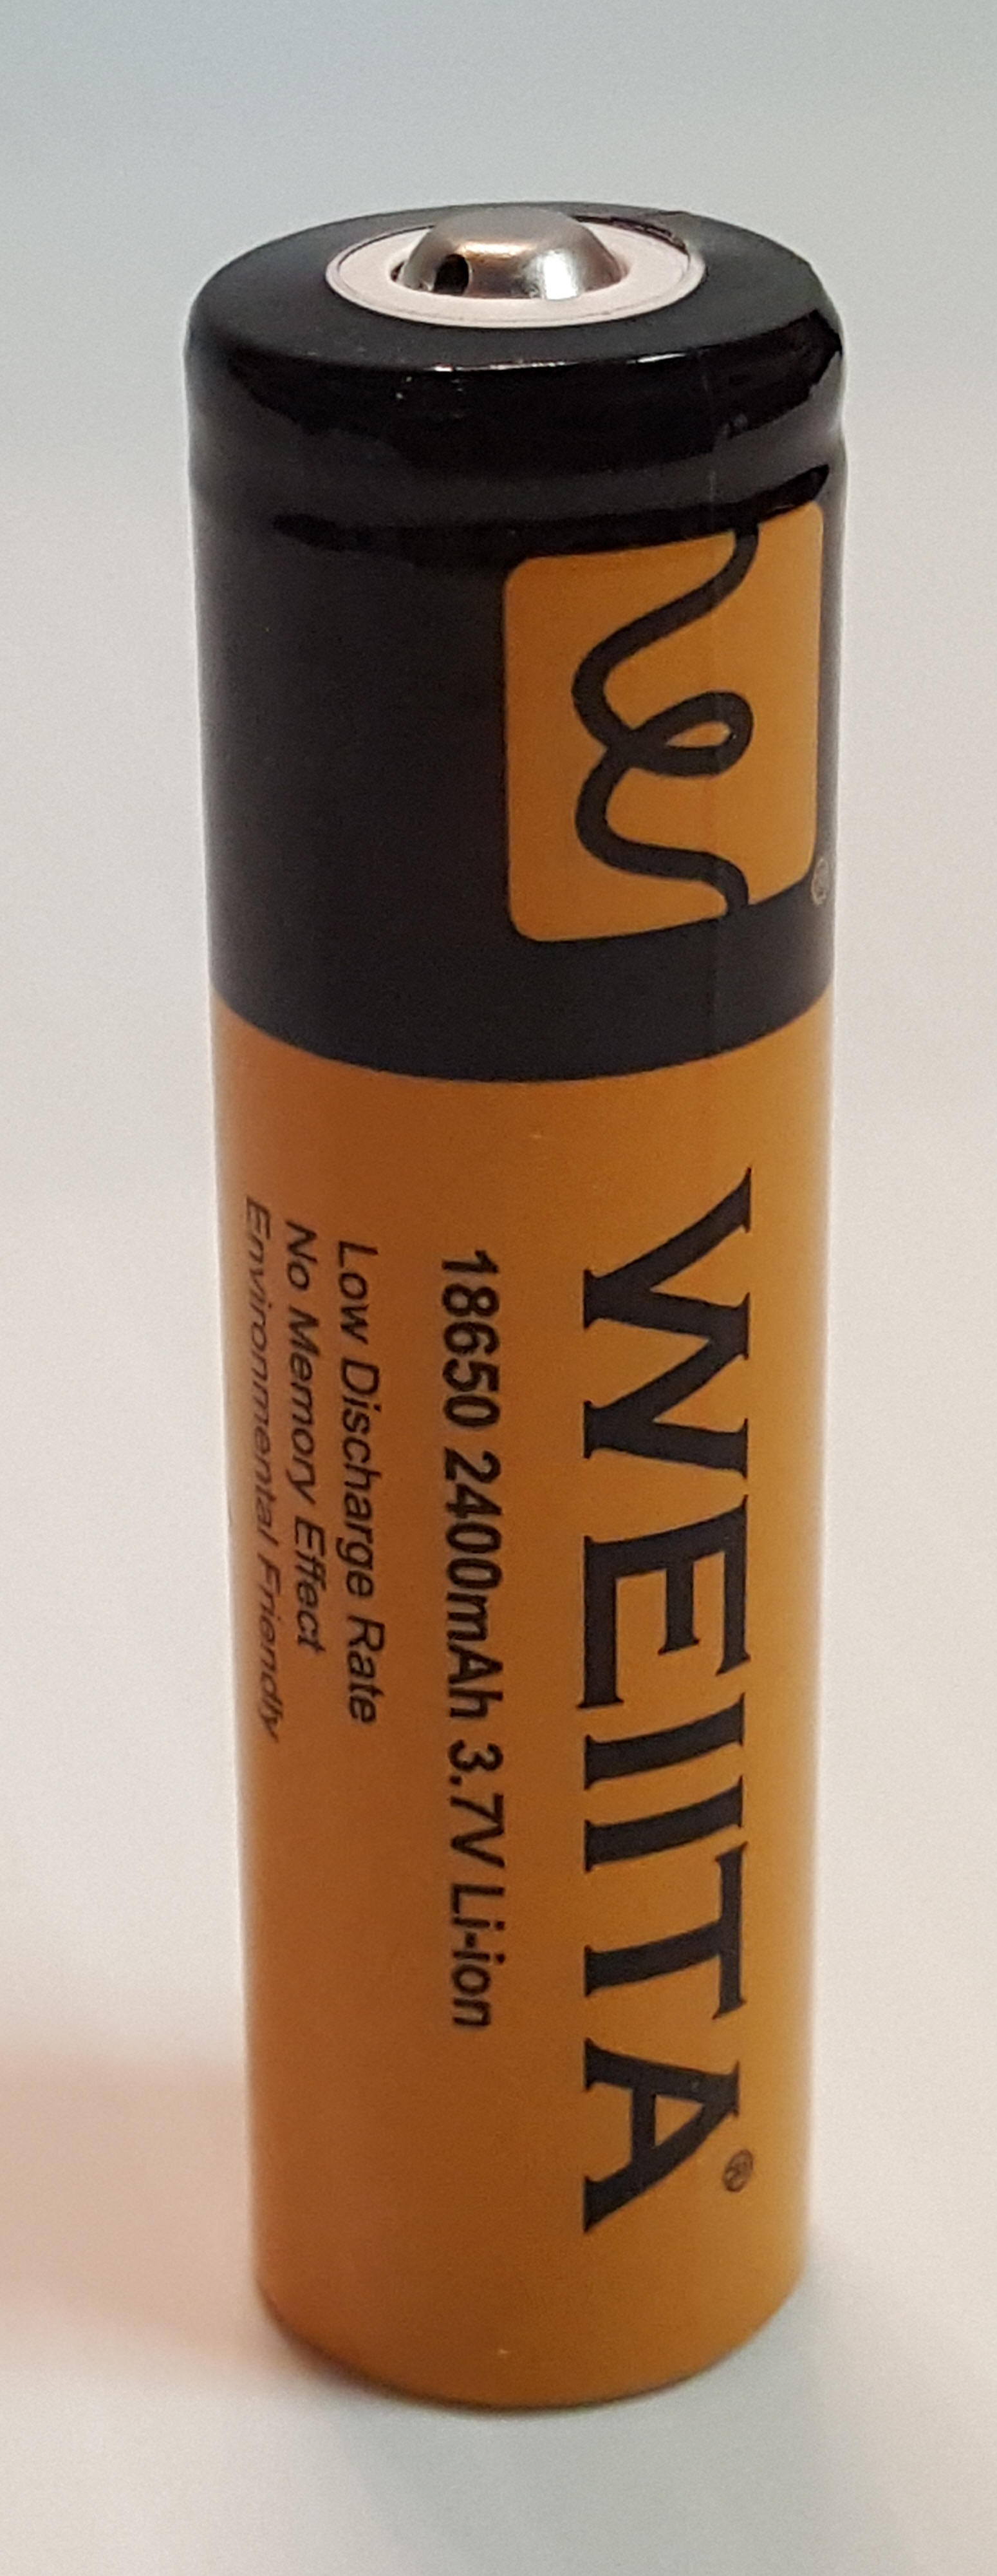 WEIITA®
18650 2400mAh 3.7V Li-ion
Low Discharge Rate
No Memory Effect
Environmental Friendly